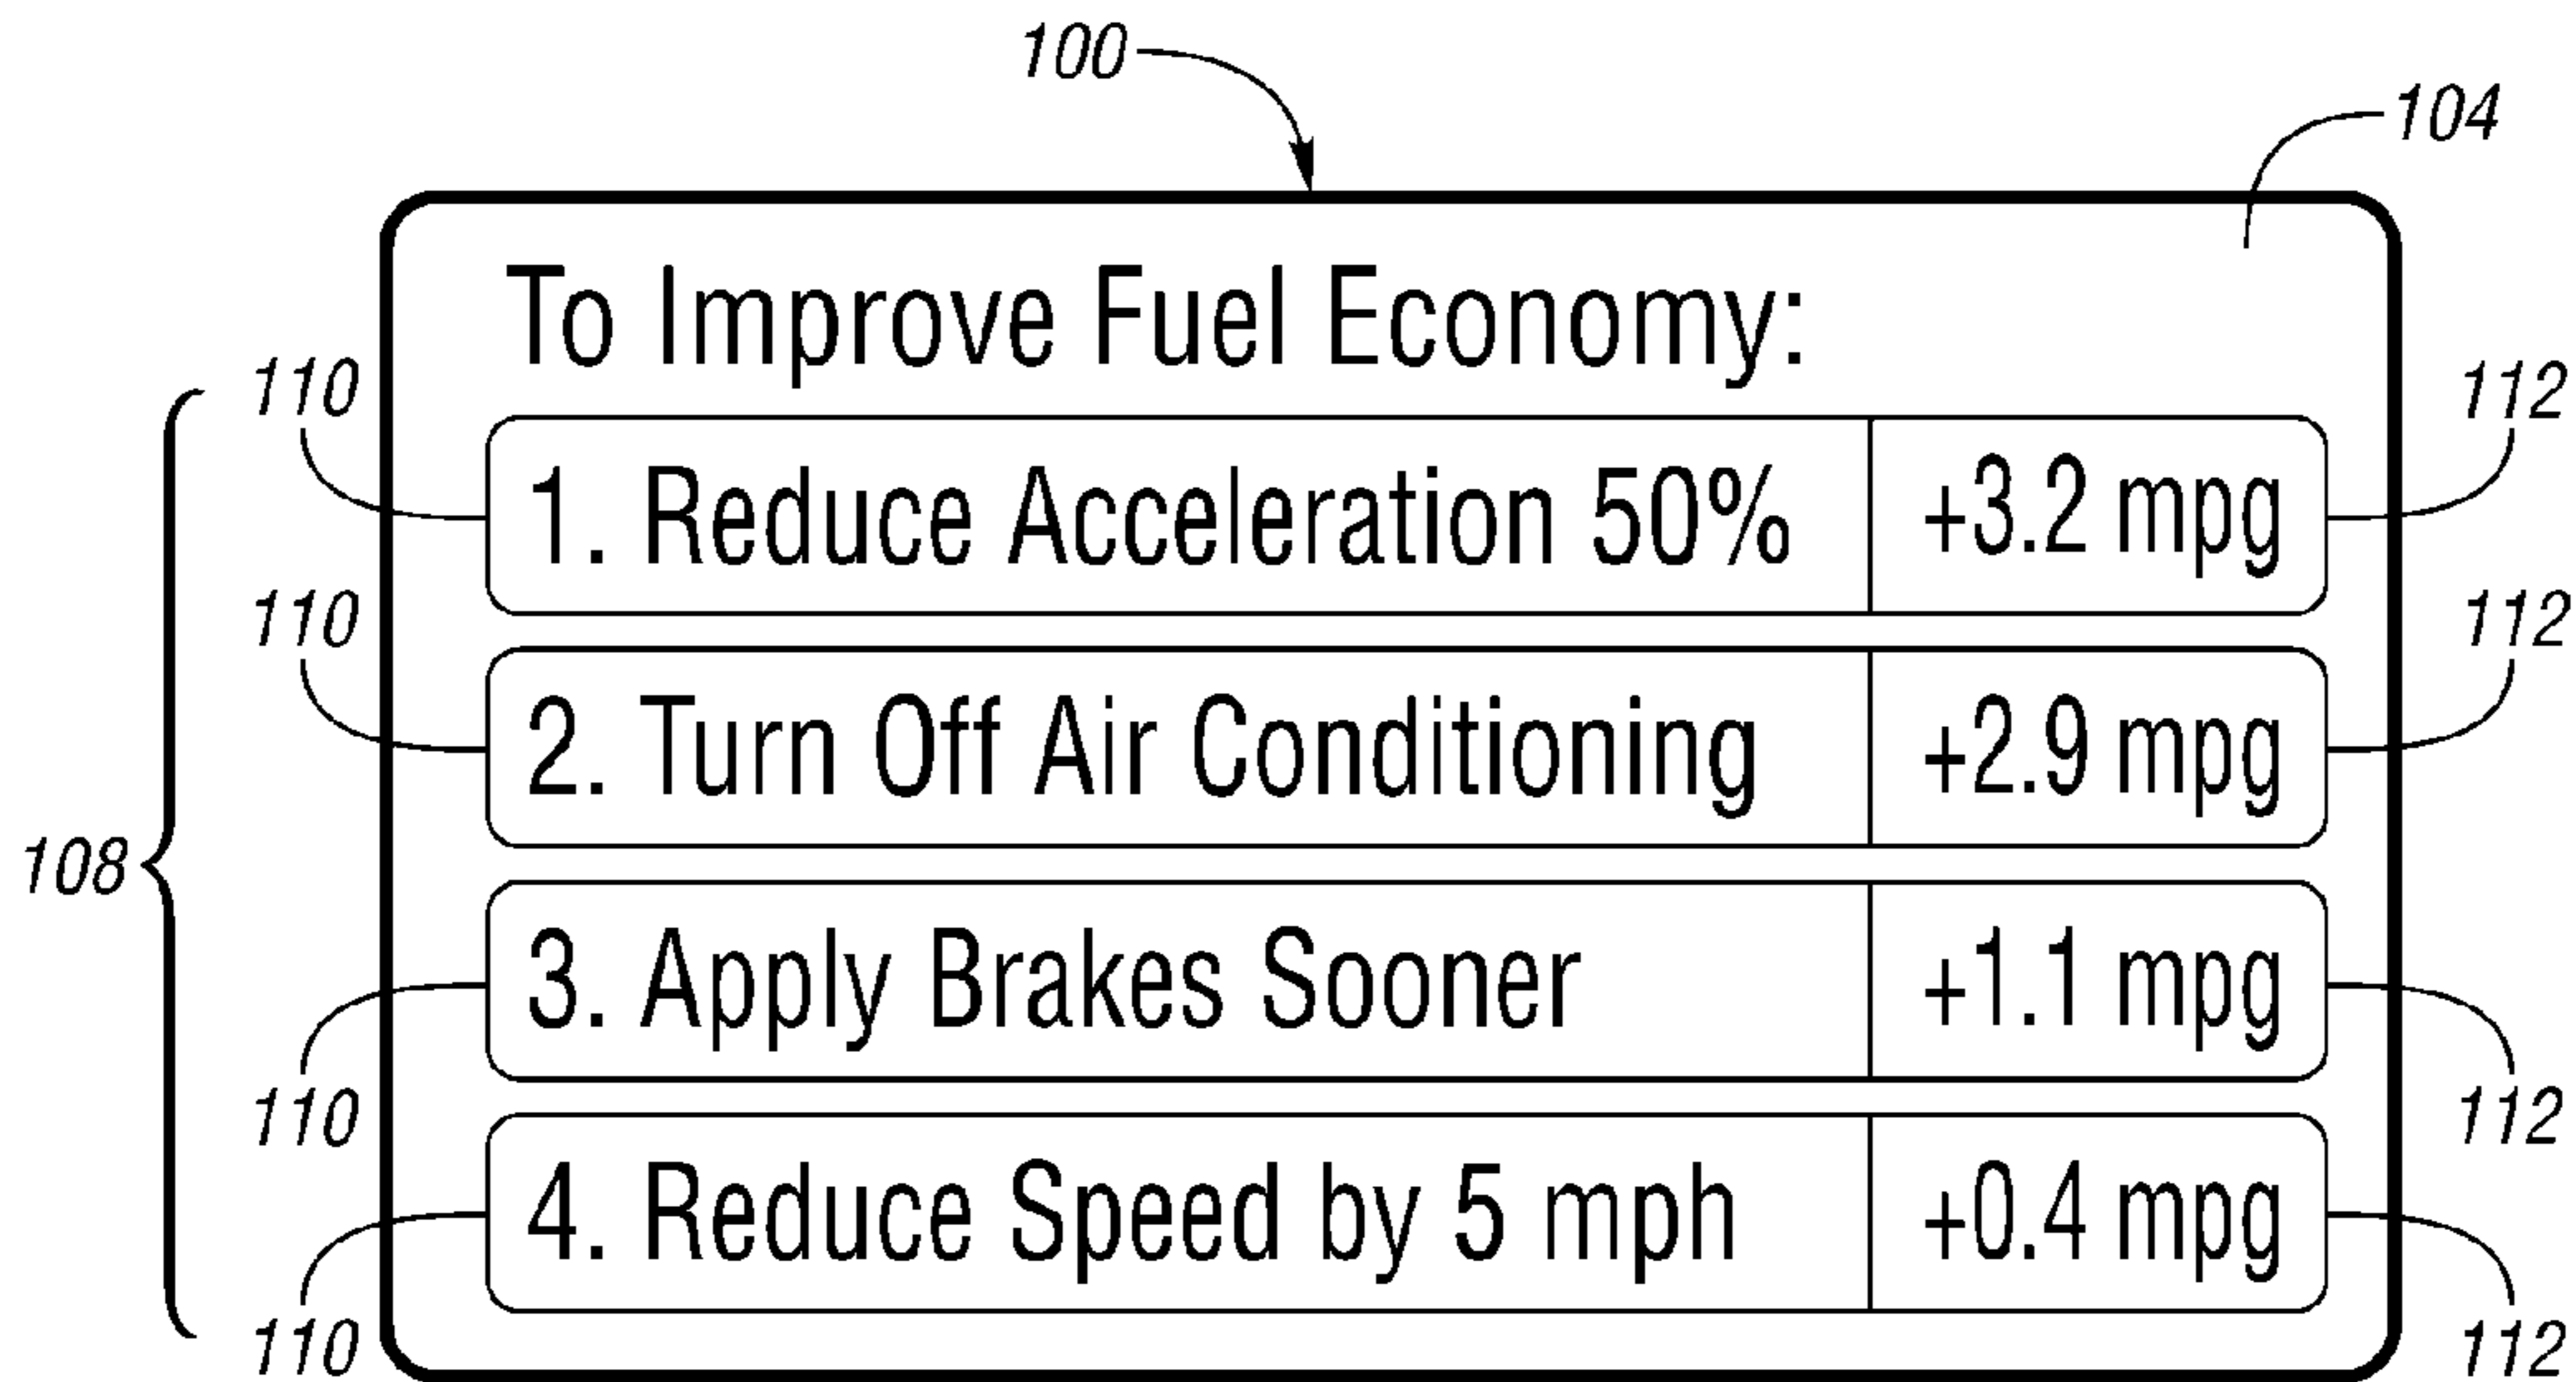 100
104
To Improve Fuel Economy:
110
112
1. Reduce Acceleration 50% +3.2 mpg
110
112
2. Turn Off Air Conditioning +2.9 mpg
108
3. Apply Brakes Sooner +1.1 mpg
110
112
4. Reduce Speed by 5 mph +0.4 mpg
110
112